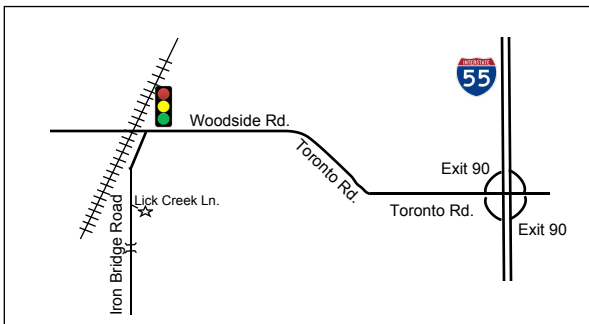 INTERSTATE
55
Woodside Rd.
Toronto Rd.
Exit 90
Lick Creek Ln.
Toronto Rd.
Exit 90
Iron Bridge Road